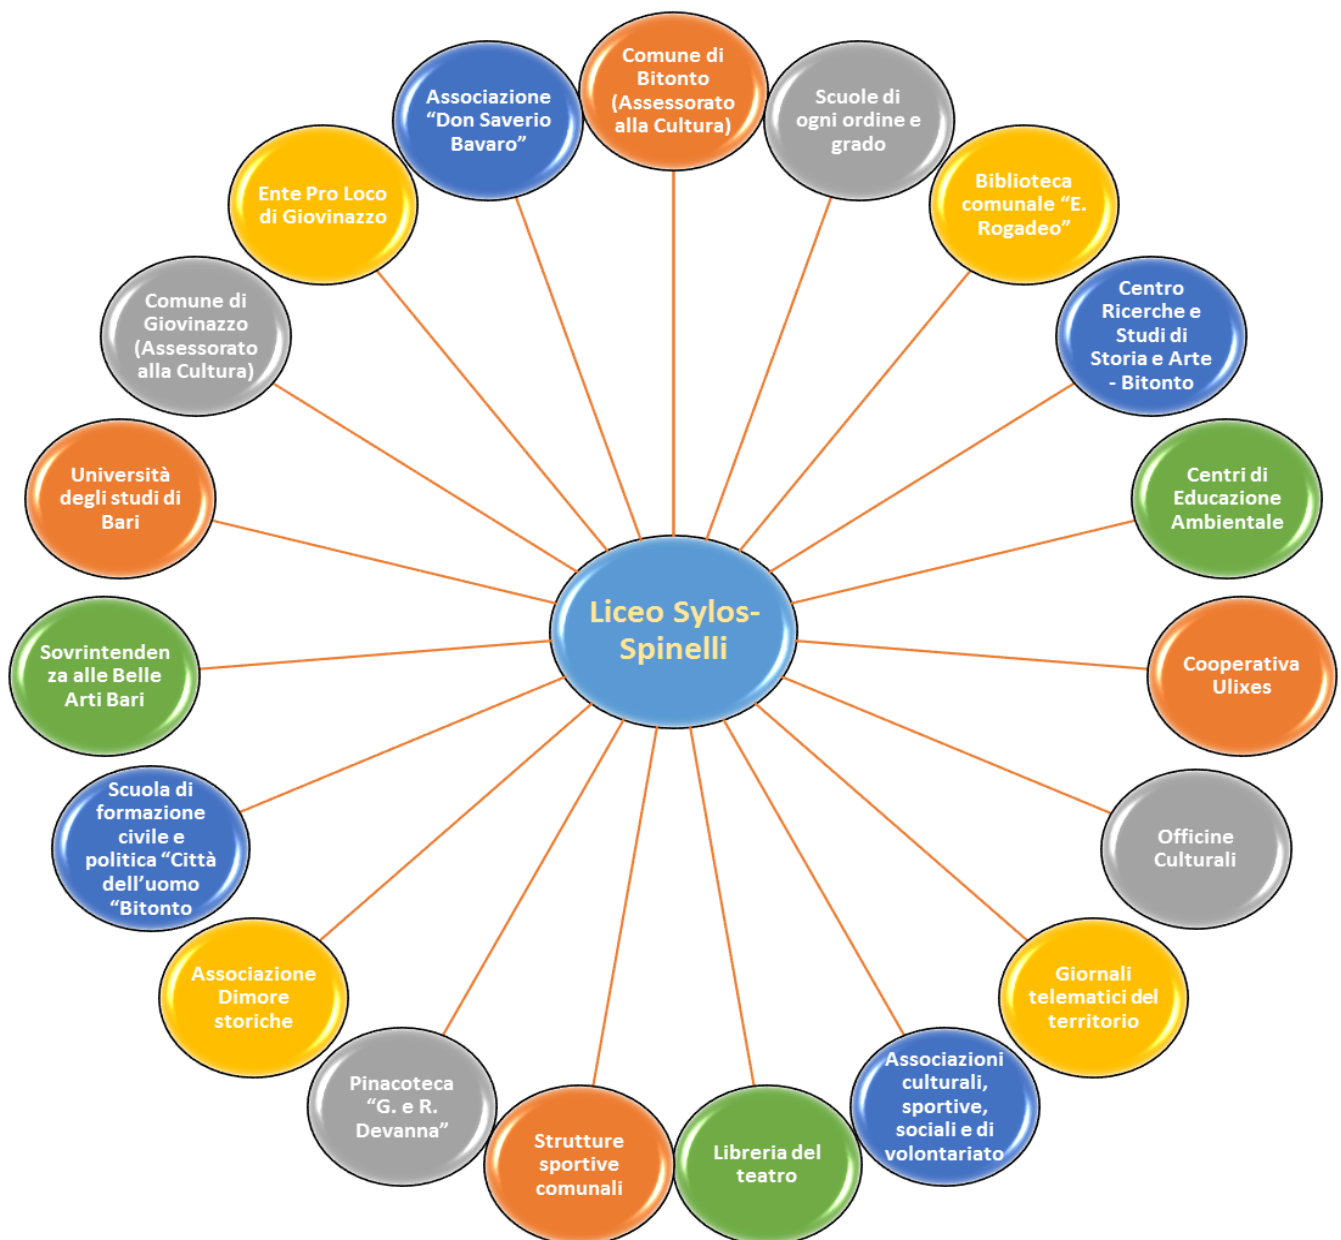 Comune di
Bitonto
(Assessorato
alla Cultura)
Scuole di
ogni ordine e
grado
Biblioteca
comunale “E.
Rogadeo”
Centro
Ricerche e
Studi di
Storia e Arte
- Bitonto
Centri di
Educazione
Ambientale
Cooperativa
Ulixes
Officine
Culturali
Giornali
telematici del
territorio
Associazioni
culturali,
sportive,
sociali e di
volontariato
Libreria del
teatro
Strutture
sportive
comunali
Pinacoteca
“G. e R.
Devanna”
Associazione
Dimore
storiche
Scuola di
formazione
civile e
politica “Città
dell’uomo
“Bitonto
Sovrintenden
za alle Belle
Arti Bari
Università
degli studi di
Bari
Comune di
Giovinazzo
(Assessorato
alla Cultura)
Ente Pro Loco
di Giovinazzo
Associazione
“Don Saverio
Bavaro”
Liceo Sylos-
Spinelli